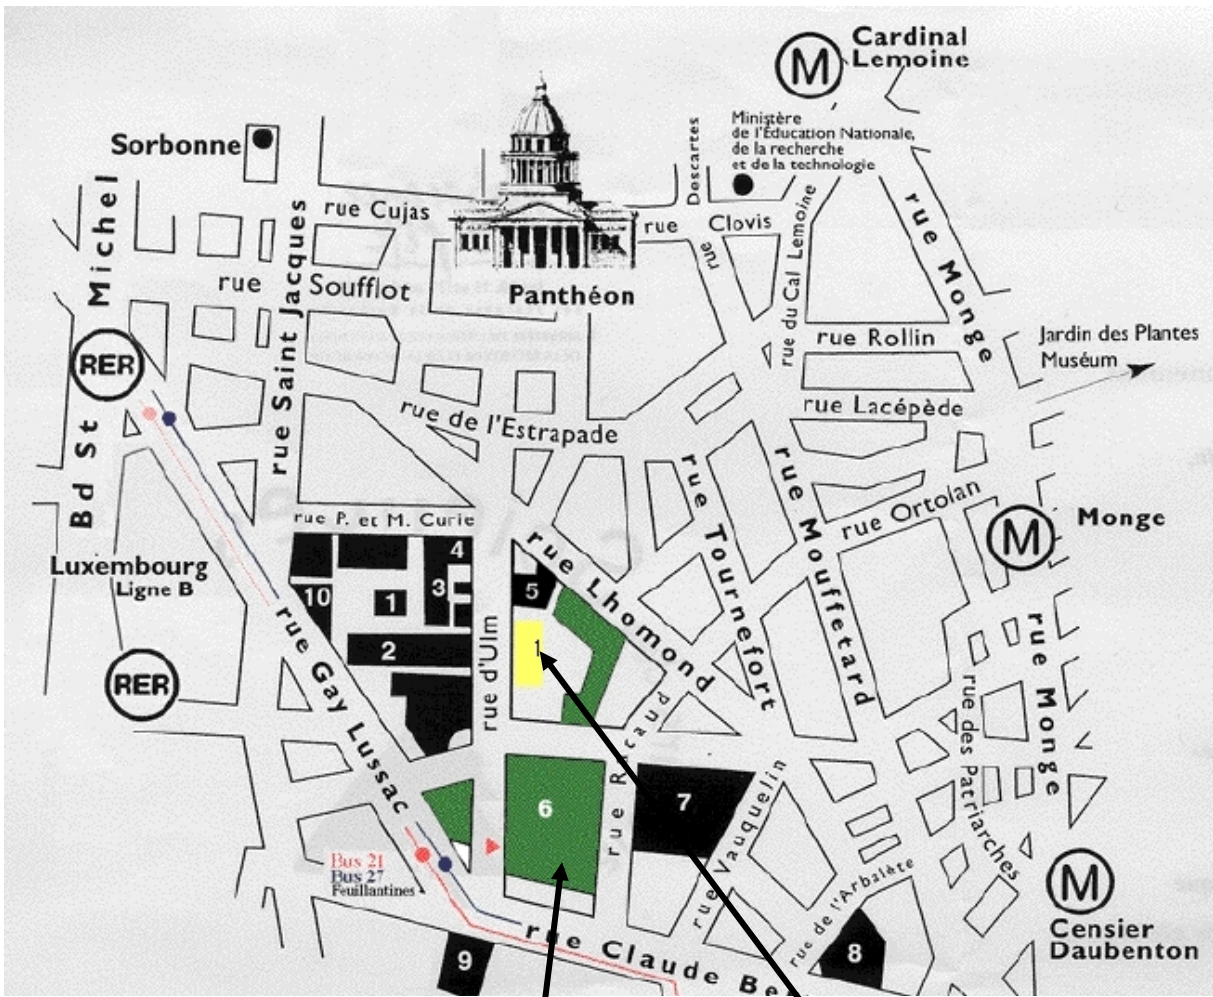 M
Cardinal
Lemoine
Ministère
de l'Éducation Nationale,
de la recherche
et de la technologie
Descartes
Sorbonne
rue Cujas
rue Clovis
rue
rue Soufflot
Panthéon
Bd St Michel
rue Saint Jacques
rue du Cal Lemoine
rue Monge
rue Rollin
Jardin des Plantes
Muséum
RER
rue Lacépède
rue de l'Estrapade
rue Tournefort
rue Mouffetard
rue Ortolan
M
Monge
rue P. et M. Curie
rue Lhomond
Luxembourg
Ligne B
10
1
3
4
2
5
1
RER
rue Gay Lussac
rue d'Ulm
rue Rataud
rue Monge
rue des Patriarches
6
7
rue Vauquelin
Bus 21
Bus 27
Feuillantines
rue de l'Arbalète
M
Censier
Daubenton
rue Claude Be
8
9